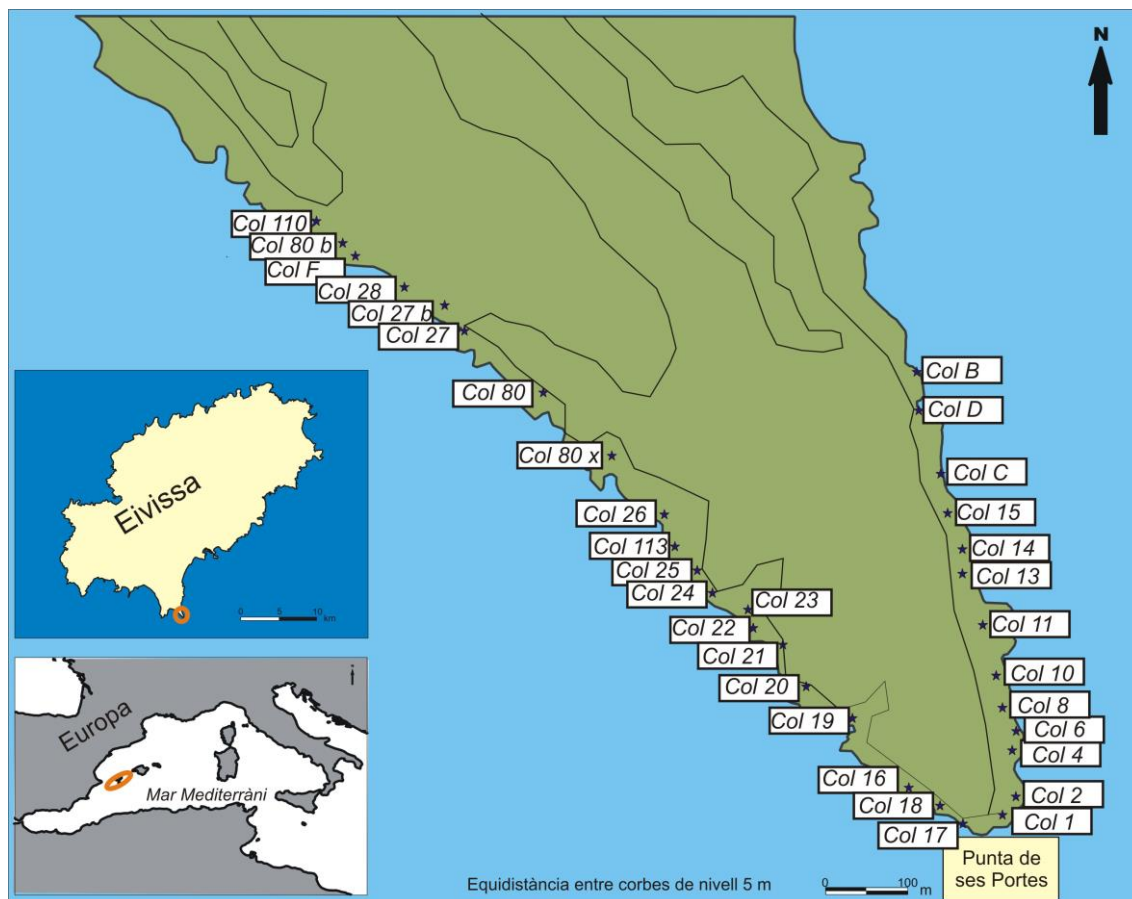 N
Col 110
Col 80 b
Col F
Col 28
Col 27 b
Col 27
Col 80
Col 80 x
Col 26
Col 113
Col 25
Col 24
Col 23
Col 22
Col 21
Col 20
Col 19
Col 16
Col 18
Col 17
Col B
Col D
Col C
Col 15
Col 14
Col 13
Col 11
Col 10
Col 8
Col 6
Col 4
Col 2
Col 1
Punta de
ses Portes
Eivissa
0 5 10
km
Europa
Mar Mediterràni
Equidistància entre corbes de nivell 5 m
0 100
m